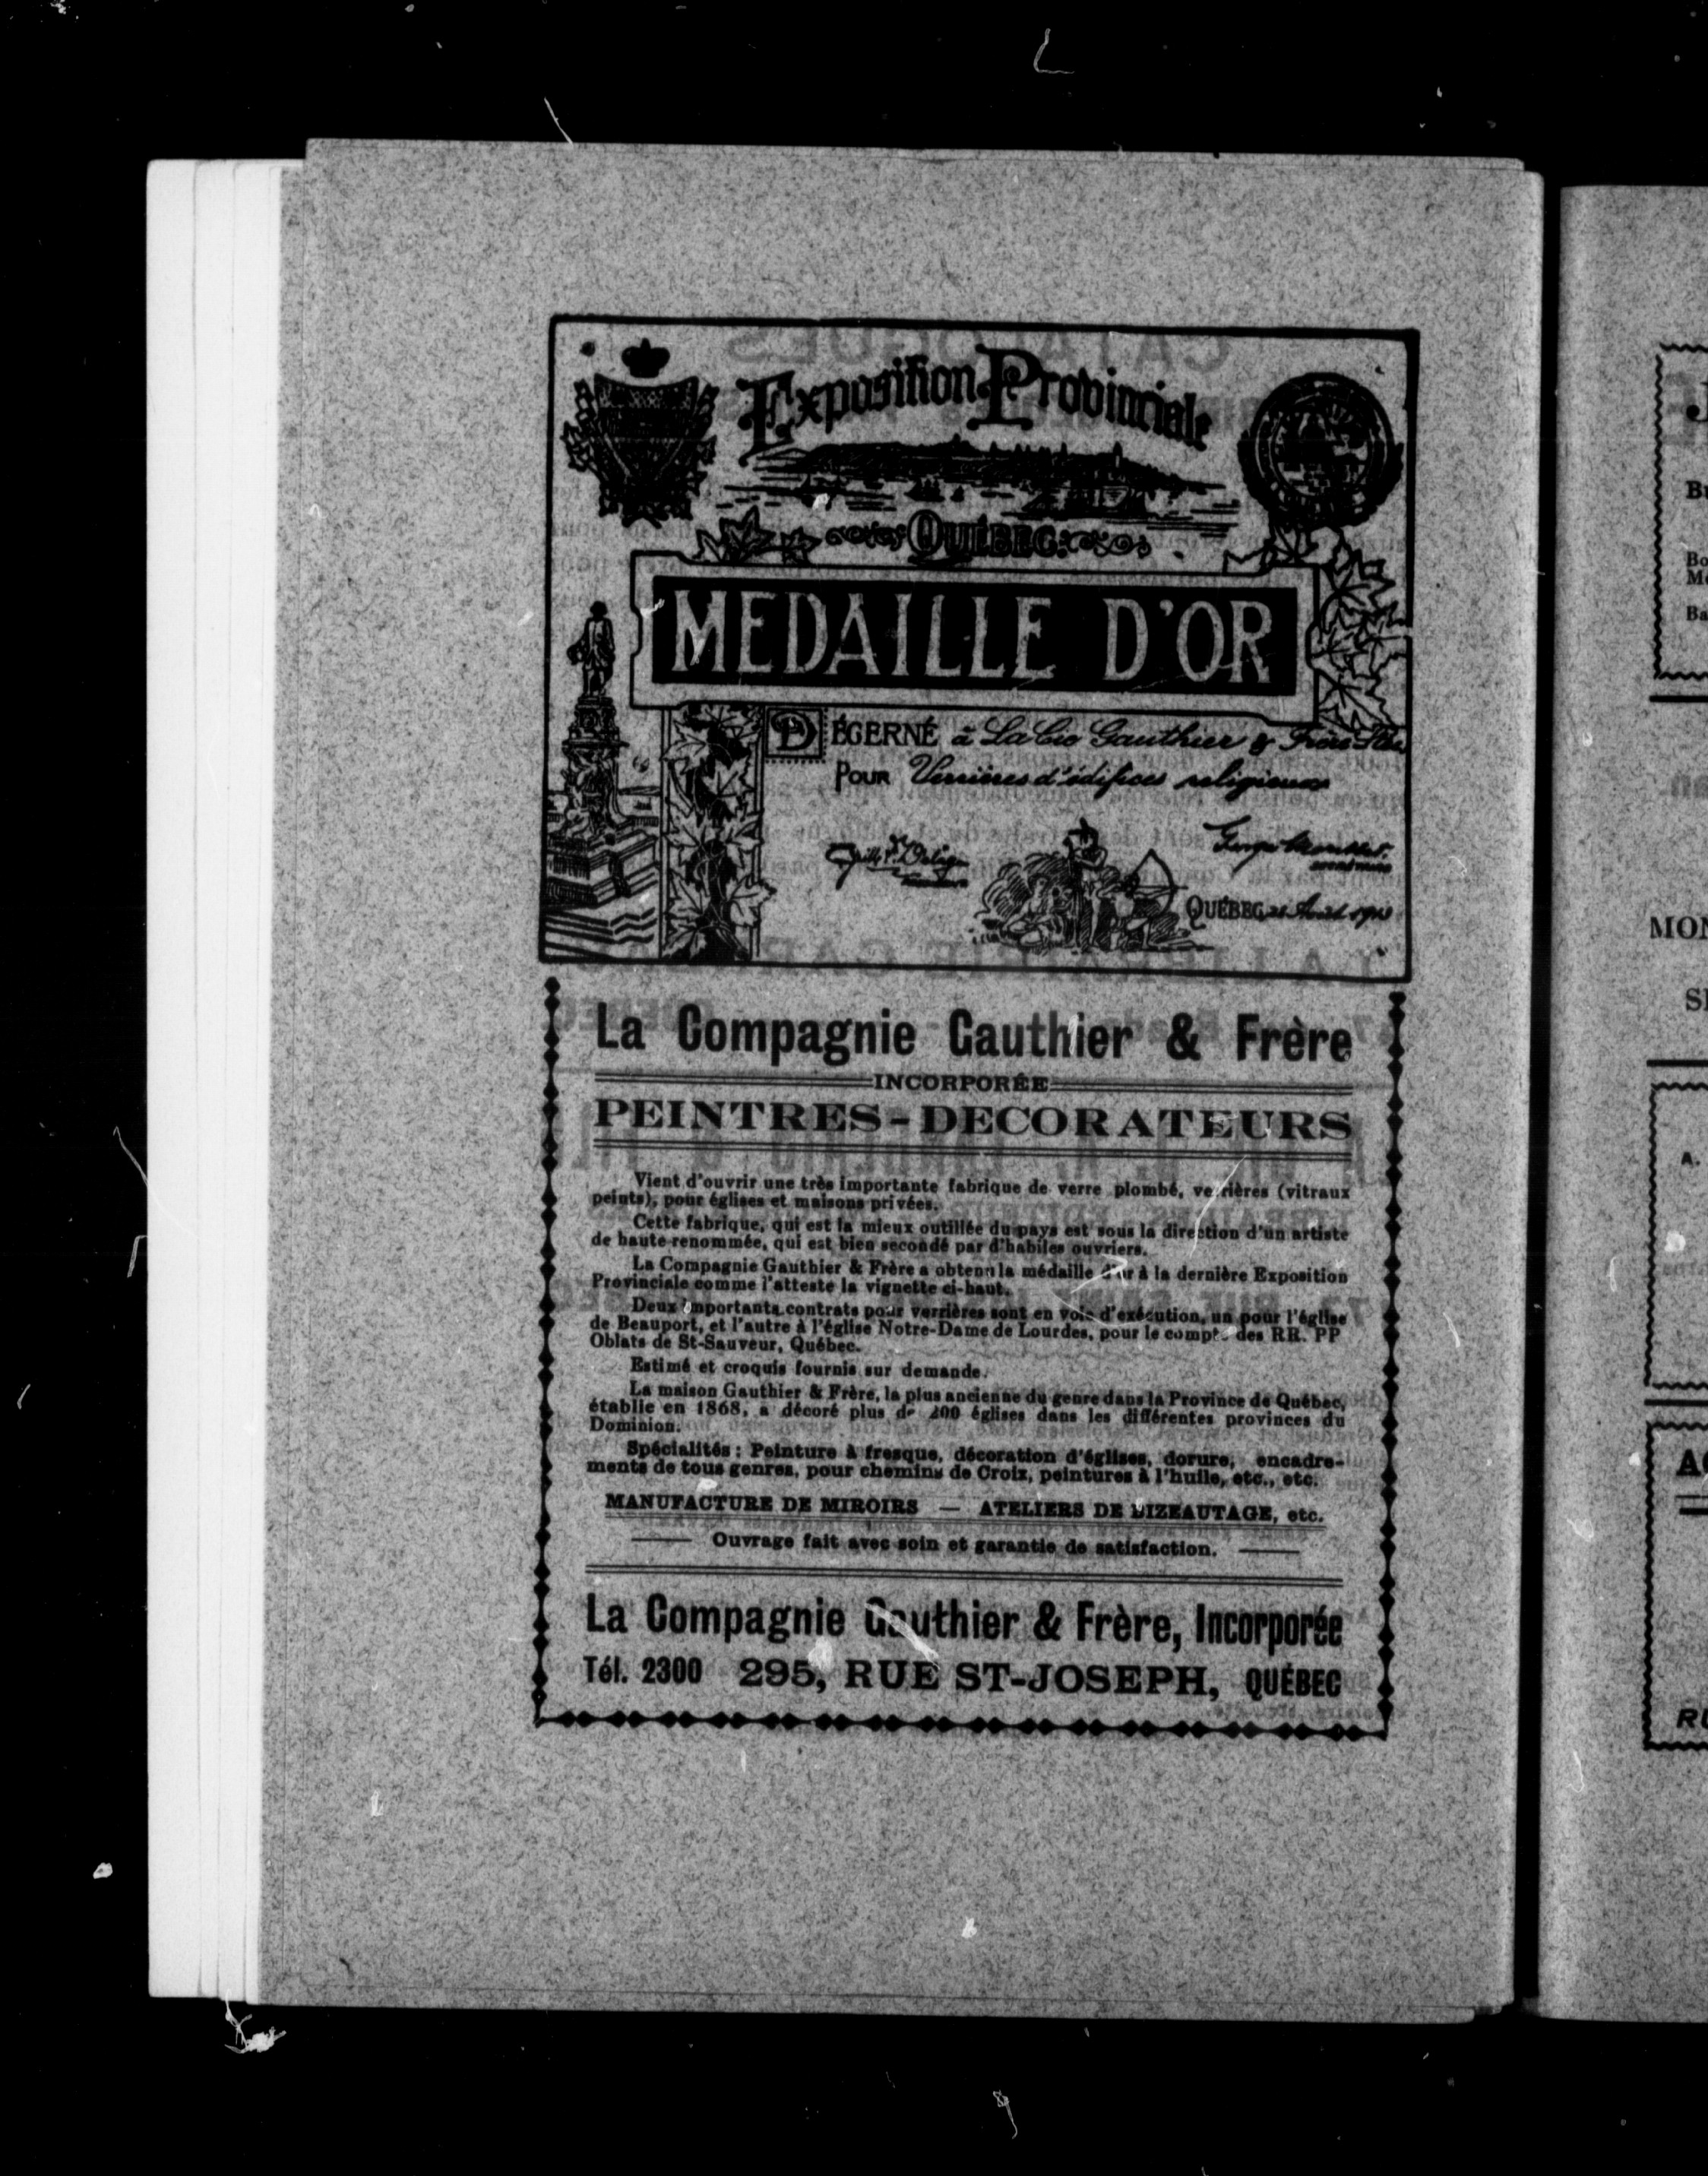 Exposition Provinciale
QUÉBEC.
MEDAILLE D'OR
DÉCERNÉ à La Cie Gauthier & Frère
POUR Verrières d'édifices religieux
QUÉBEC Août
La Compagnie Gauthier & Frère
INCORPORÉE
PEINTRES-DECORATEURS
Vient d'ouvrir une très importante fabrique de verre plombé, verrières (vitraux
peints), pour églises et maisons privées.
Cette fabrique, qui est la mieux outillée du pays est sous la direction d'un artiste
de haute renommée, qui est bien secondé par d'habiles ouvriers.
La Compagnie Gauthier & Frère a obtenu la médaille d'or à la dernière Exposition
Provinciale comme l'atteste la vignette ci-haut.
Deux importants contrats pour verrières sont en voie d'exécution, un pour l'église
de Beauport, et l'autre à l'église Notre-Dame de Lourdes, pour le compte des RR. PP
Oblats de St-Sauveur, Québec.
Estimé et croquis fournis sur demande.
La maison Gauthier & Frère, la plus ancienne du genre dans la Province de Québec,
établie en 1868, a décoré plus de 200 églises dans les différentes provinces du
Dominion.
Spécialités : Peinture à fresque, décoration d'églises, dorure, encadre-
ments de tous genres, pour chemins de Croix, peintures à l'huile, etc., etc.
MANUFACTURE DE MIROIRS — ATELIERS DE BIZEAUTAGE, etc.
Ouvrage fait avec soin et garantie de satisfaction.
La Compagnie Gauthier & Frère, Incorporée
Tél. 2300 295, RUE ST-JOSEPH, QUÉBEC